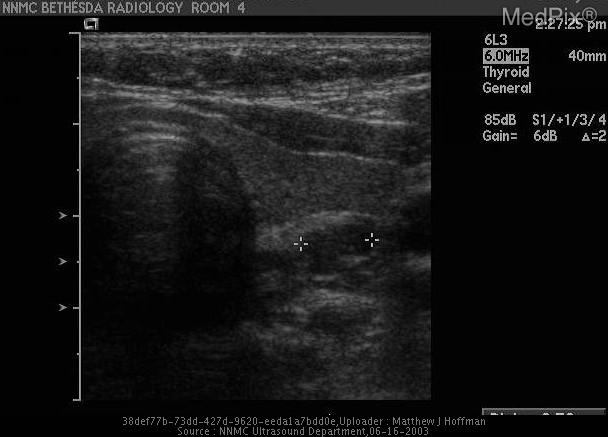 NNMC BETHESDA RADIOLOGY ROOM 4
MedPix®
2:27:25 pm
6L3
6.0MHz 40mm
Thyroid
General
85dB S1/+1/3/4
Gain= 6dB Δ=2
38def77b-73dd-427d-9620-eeda1a7bdd0e,Uploader : Matthew J Hoffman
Source : NNMC Ultrasound Department,06-16-2003